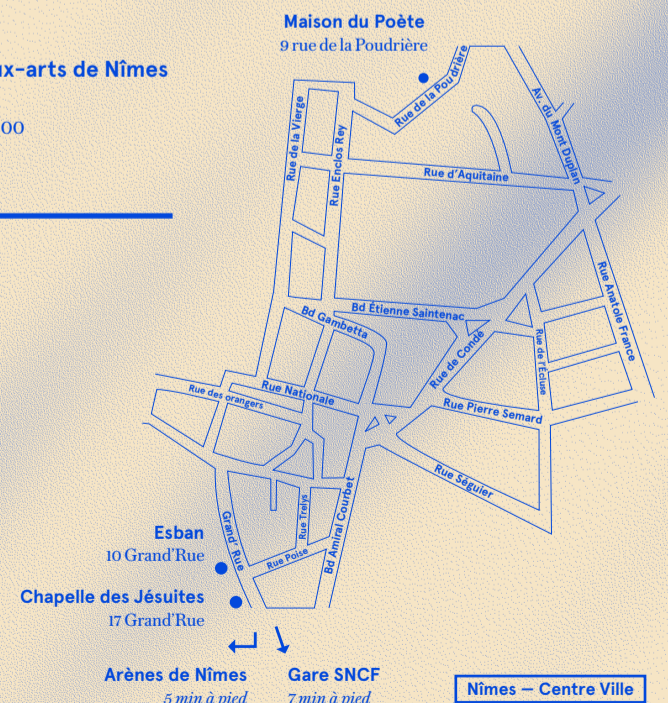 Maison du Poète
9 rue de la Poudrière
x-arts de Nîmes
00
Rue de la Poudrière
Av. du Mont Duplan
Rue de la Vierge
Rue Enclos Rey
Rue d'Aquitaine
Rue Anatole France
Bd Étienne Saintenac
Bd Gambetta
Rue de Condé
Rue de l'Écluse
Rue Nationale
Rue des orangers
Rue Pierre Semard
Rue Séguier
Grand' Rue
Rue Trelys
Bd Amiral Courbet
Rue Poise
Esban
10 Grand'Rue
Chapelle des Jésuites
17 Grand'Rue
Arènes de Nîmes
5 min à pied
Gare SNCF
7 min à pied
Nîmes — Centre Ville